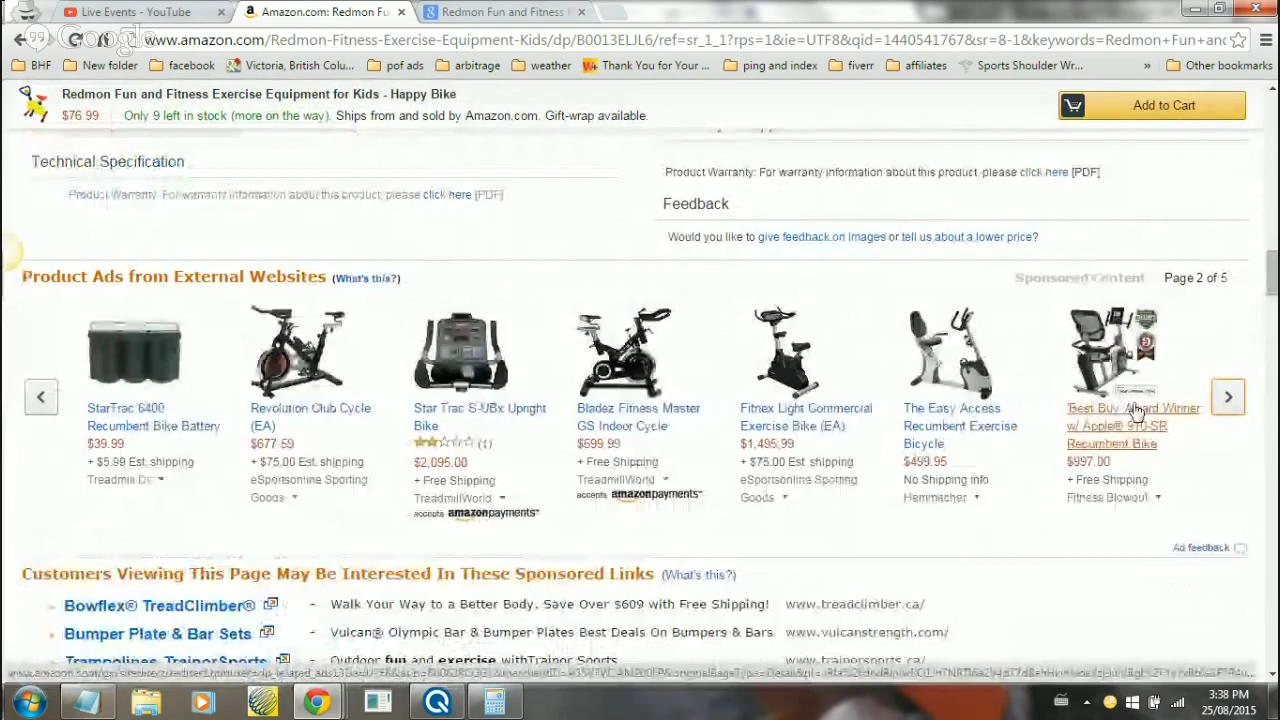 Live Events - YouTube
Amazon.com: Redmon Fu
Redmon Fun and Fitness
www.amazon.com/Redmon-Fitness-Exercise-Equipment-Kids/dp/B0013ELJL6/ref=sr_1_1?rps=1&ie=UTF8&qid=1440541767&sr=8-1&keywords=Redmon+Fun+and
BHF
New folder
facebook
Victoria, British Colu...
pof ads
arbitrage
weather
Thank You for Your ...
ping and index
fiverr
affiliates
Sports Shoulder Wr...
»
Other bookmarks
Redmon Fun and Fitness Exercise Equipment for Kids - Happy Bike
$76.99 Only 9 left in stock (more on the way). Ships from and sold by Amazon.com. Gift-wrap available.
Add to Cart
Technical Specification
Product Warranty: For warranty information about this product, please click here [PDF]
Product Warranty: For warranty information about this product, please click here [PDF]
Feedback
Would you like to give feedback on images or tell us about a lower price?
Product Ads from External Websites (What's this?)
Sponsored Content
Page 2 of 5
StarTrac 6400
Recumbent Bike Battery
$39.99
+ $5.99 Est. shipping
Revolution Club Cycle
(EA)
$677.59
+ $75.00 Est. shipping
eSportsonline Sporting
Goods
Star Trac S-UBx Upright
Bike
(1)
$2,095.00
+ Free Shipping
TreadmillWorld
accepts amazonpayments™
Bladez Fitness Master
GS Indoor Cycle
$599.99
+ Free Shipping
TreadmillWorld
accepts amazonpayments™
Fitnex Light Commercial
Exercise Bike (EA)
$1,495.99
+ $75.00 Est. shipping
eSportsonline Sporting
Goods
The Easy Access
Recumbent Exercise
Bicycle
$499.95
No Shipping Info
Hammacher
"Best Buy Award Winner
w/ Apple® 910-SR
Recumbent Bike
$997.00
+ Free Shipping
Fitness Blowout
Ad feedback
Customers Viewing This Page May Be Interested In These Sponsored Links (What's this?)
Bowflex® TreadClimber® - Walk Your Way to a Better Body. Save Over $609 with Free Shipping! www.treadclimber.ca/
Bumper Plate & Bar Sets - Vulcan® Olympic Bar & Bumper Plates Best Deals On Bumpers & Bars www.vulcanstrength.com/
Trampolines TrainorSports - Outdoor fun and exercise withTrainor Sports www.trainorsports.ca/
3:38 PM
25/08/2015